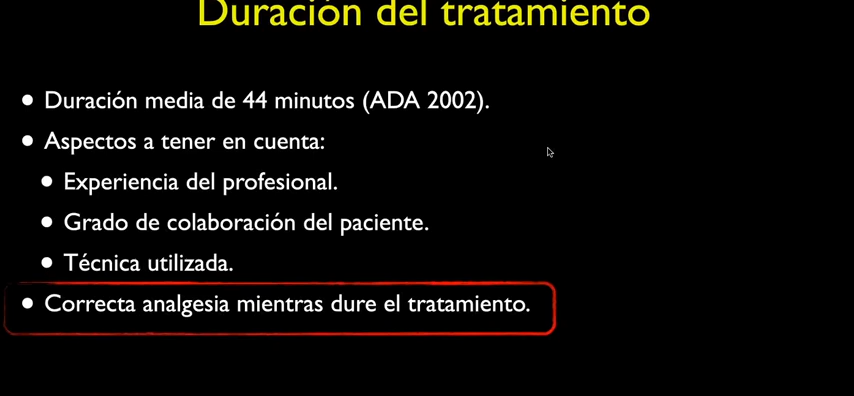 Duración del tratamiento
• Duración media de 44 minutos (ADA 2002).
• Aspectos a tener en cuenta:
• Experiencia del profesional.
• Grado de colaboración del paciente.
• Técnica utilizada.
• Correcta analgesia mientras dure el tratamiento.